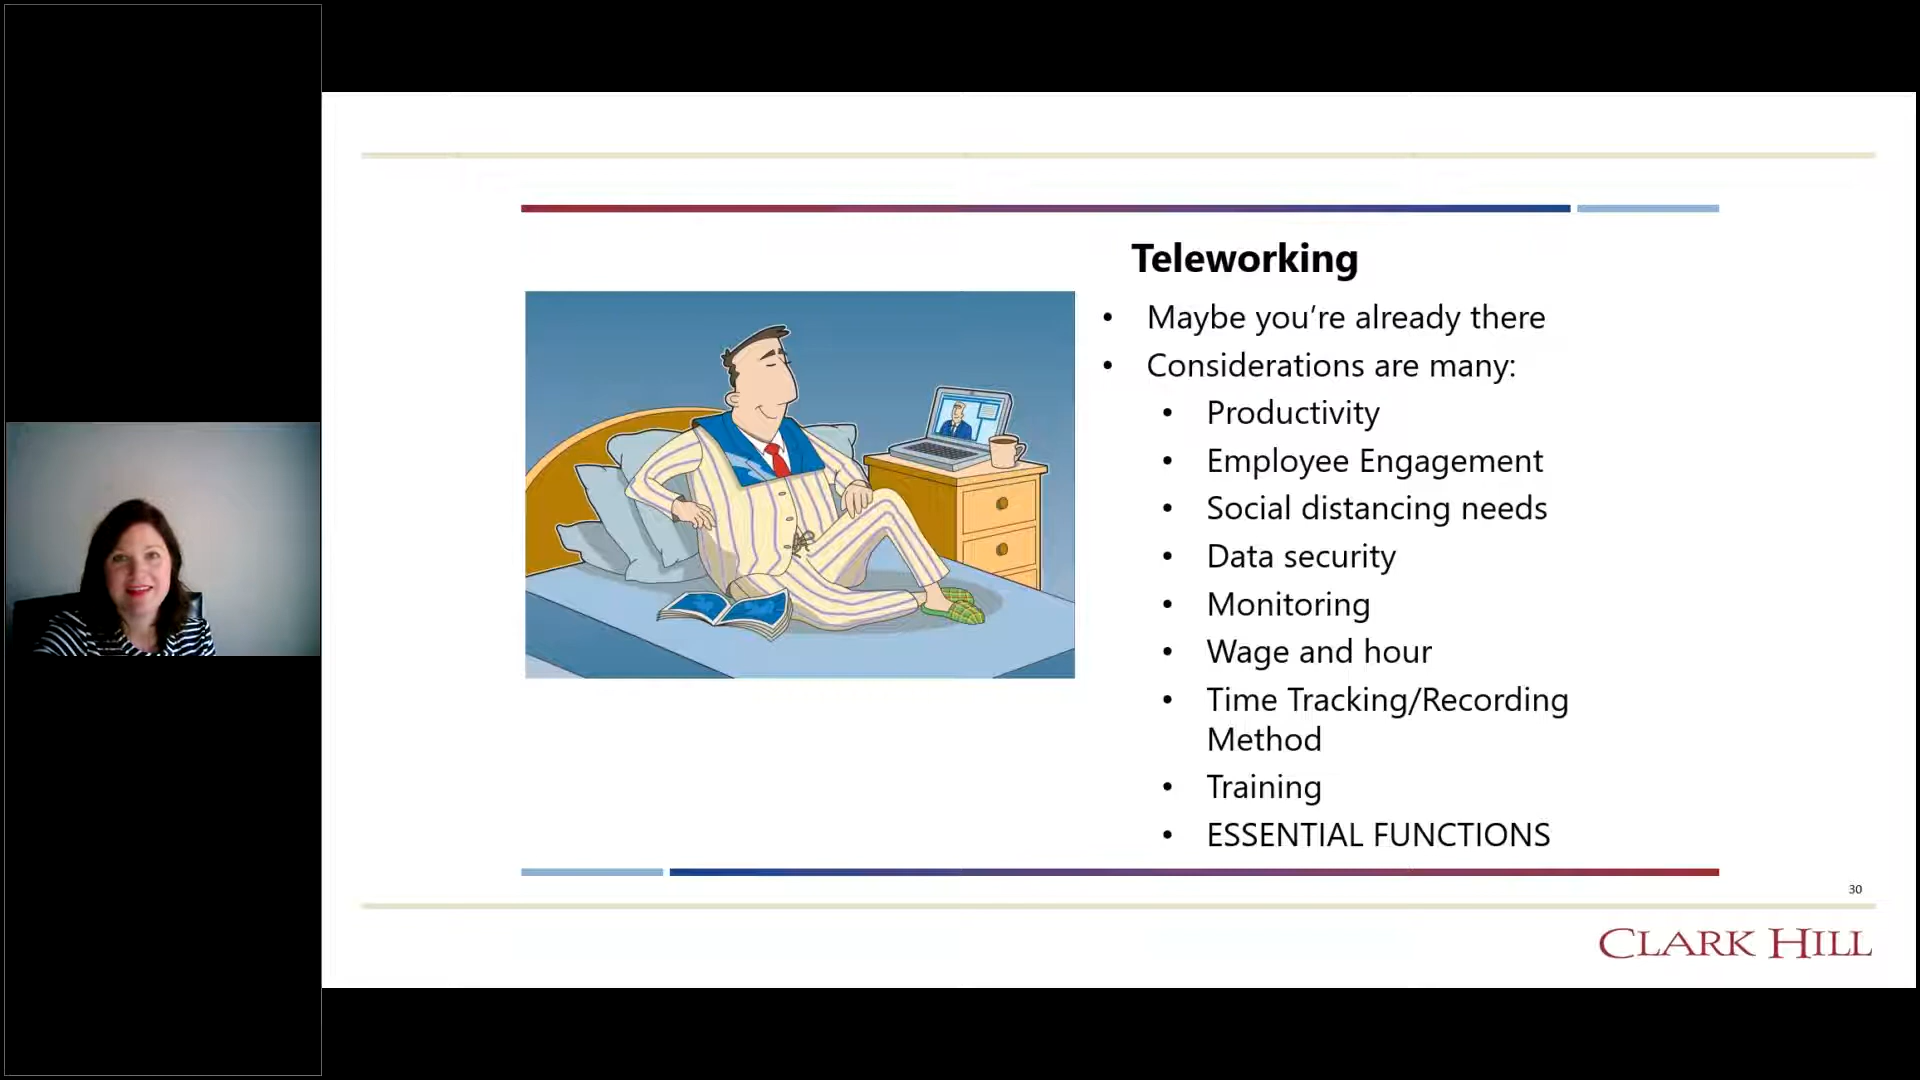 Teleworking
• Maybe you’re already there
• Considerations are many:
• Productivity
• Employee Engagement
• Social distancing needs
• Data security
• Monitoring
• Wage and hour
• Time Tracking/Recording
Method
• Training
• ESSENTIAL FUNCTIONS
30
CLARK HILL